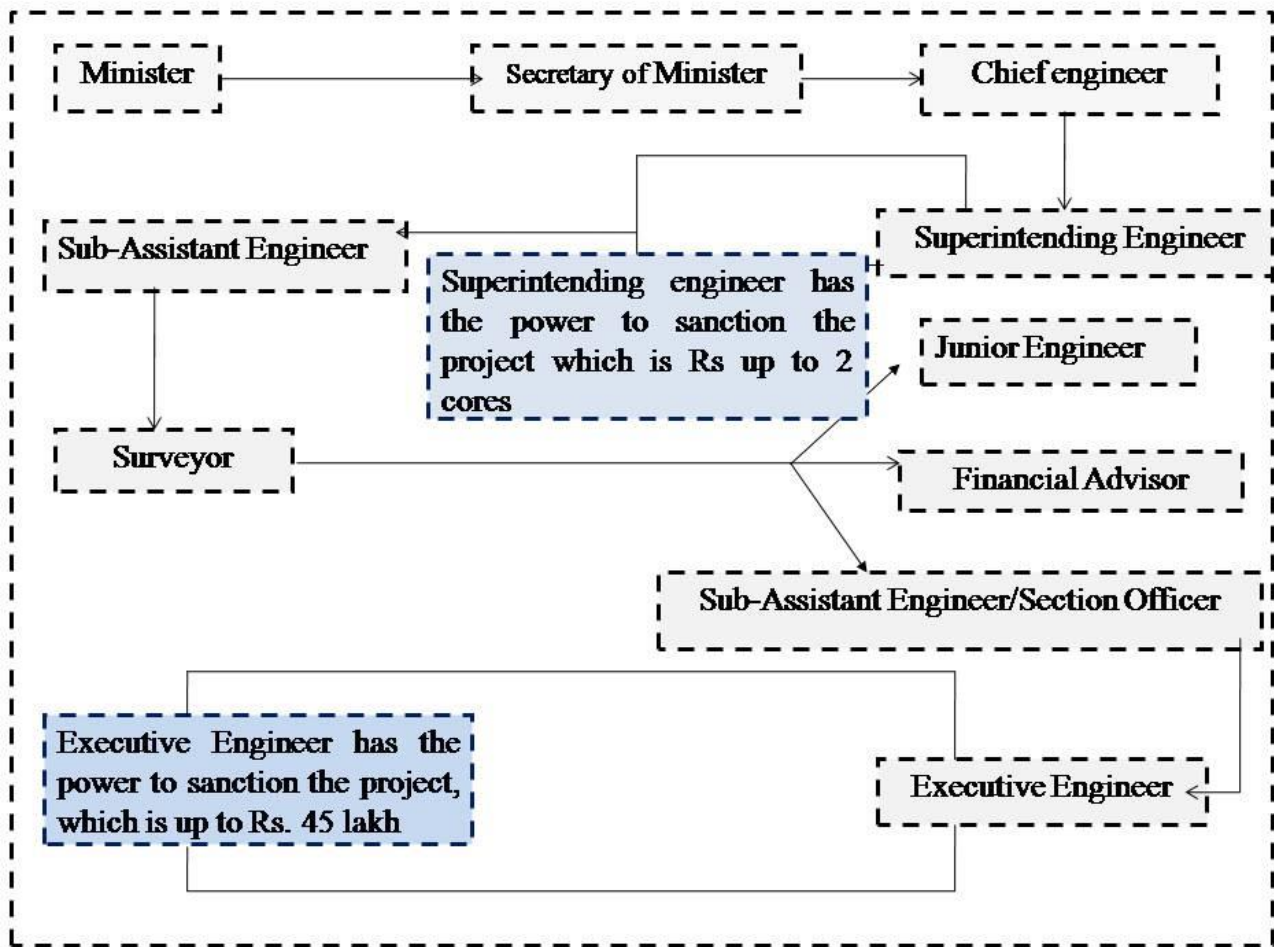 Minister
Secretary of Minister
Chief engineer
Sub-Assistant Engineer
Superintending Engineer
Superintending engineer has
the power to sanction the
project which is Rs up to 2
cores
Junior Engineer
Surveyor
Financial Advisor
Sub-Assistant Engineer/Section Officer
Executive Engineer has the
power to sanction the project,
which is up to Rs. 45 lakh
Executive Engineer